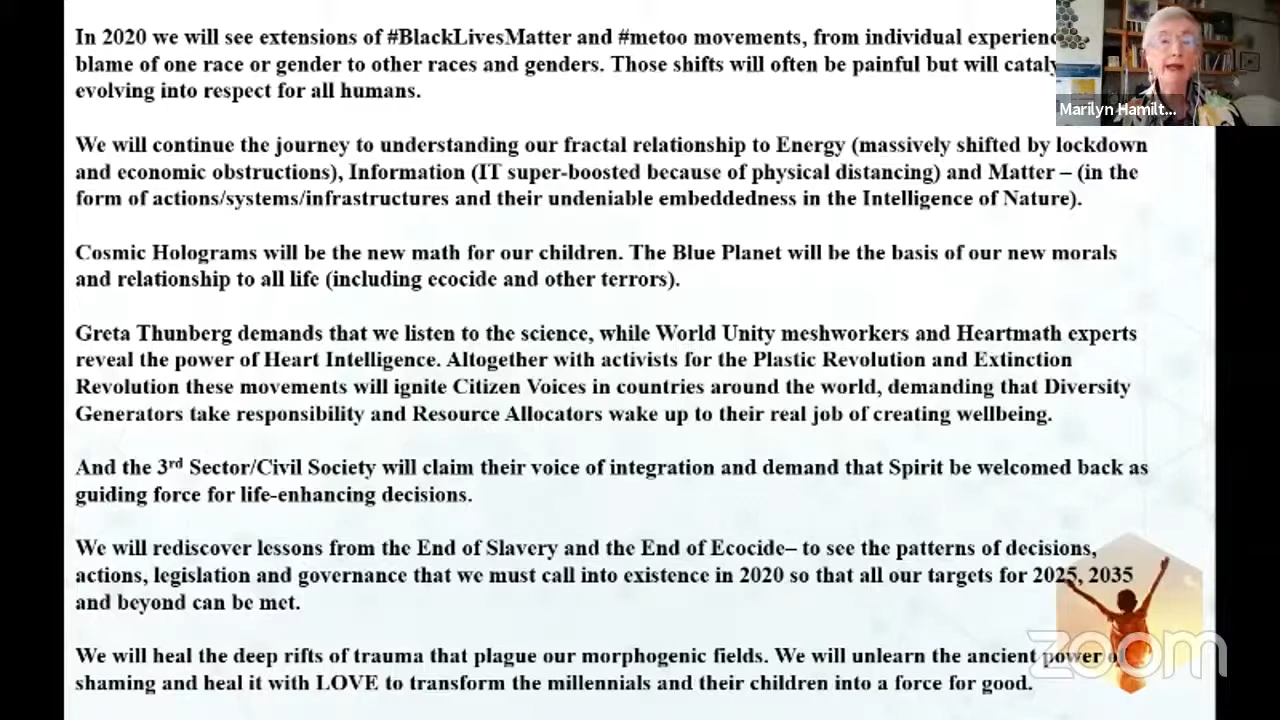 In 2020 we will see extensions of #BlackLivesMatter and #metoo movements, from individual
blame of one race or gender to other races and genders. Those shifts will often be painful but will
evolving into respect for all humans.
We will continue the journey to understanding our fractal relationship to Energy (massively shifted by lockdown
and economic obstructions), Information (IT super-boosted because of physical distancing) and Matter – (in the
form of actions/systems/infrastructures and their undeniable embeddedness in the Intelligence of Nature).
Cosmic Holograms will be the new math for our children. The Blue Planet will be the basis of our new morals
and relationship to all life (including ecocide and other terrors).
Greta Thunberg demands that we listen to the science, while World Unity meshworkers and Heartmath experts
reveal the power of Heart Intelligence. Altogether with activists for the Plastic Revolution and Extinction
Revolution these movements will ignite Citizen Voices in countries around the world, demanding that Diversity
Generators take responsibility and Resource Allocators wake up to their real job of creating wellbeing.
And the 3rd Sector/Civil Society will claim their voice of integration and demand that Spirit be welcomed back as
guiding force for life-enhancing decisions.
We will rediscover lessons from the End of Slavery and the End of Ecocide– to see the patterns of decisions,
actions, legislation and governance that we must call into existence in 2020 so that all our targets for 2025, 2035
and beyond can be met.
We will heal the deep rifts of trauma that plague our morphogenic fields. We will unlearn the ancient power
shaming and heal it with LOVE to transform the millennials and their children into a force for good.
Marilyn Hamilt...
zoom